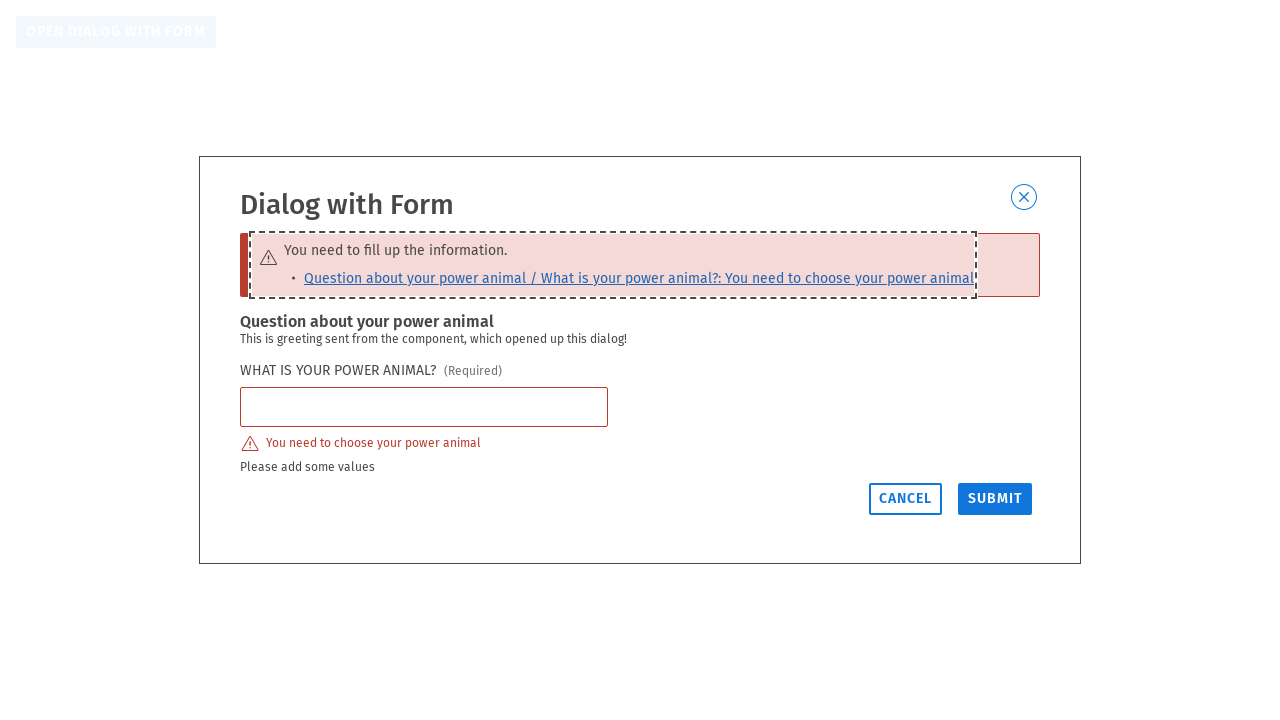 OPEN DIALOG WITH FORM
Dialog with Form
You need to fill up the information.
• Question about your power animal / What is your power animal?: You need to choose your power animal
Question about your power animal
This is greeting sent from the component, which opened up this dialog!
WHAT IS YOUR POWER ANIMAL? (Required)
You need to choose your power animal
Please add some values
CANCEL SUBMIT